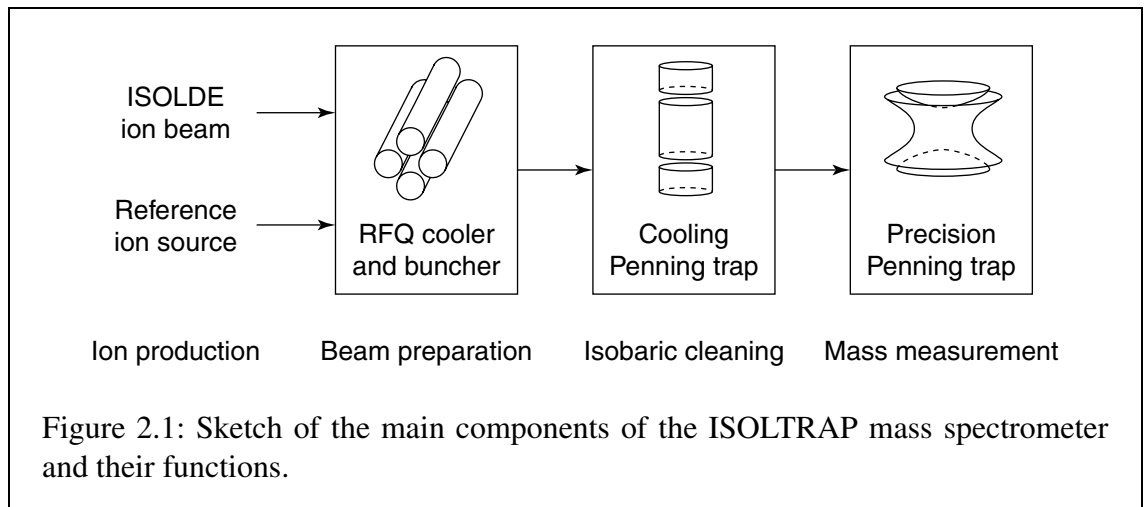 ISOLDE
ion beam
Reference
ion source
RFQ cooler
and buncher
Cooling
Penning trap
Precision
Penning trap
Ion production
Beam preparation
Isobaric cleaning
Mass measurement
Figure 2.1: Sketch of the main components of the ISOLTRAP mass spectrometer
and their functions.